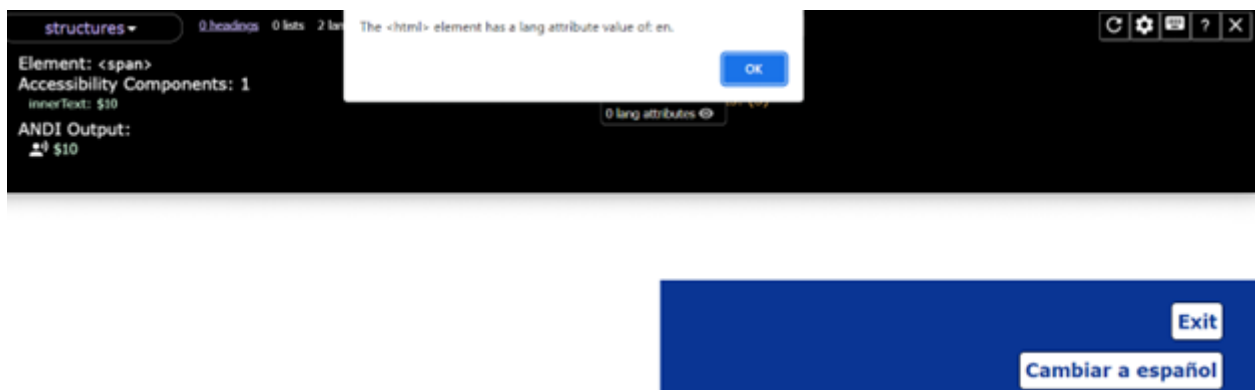 structures
0 headings 0 lists 2 lan
The <html> element has a lang attribute value of: en.
OK
?
Element: <span>
Accessibility Components: 1
innerText: $10
0 lang attributes
ANDI Output:
$10
Exit
Cambiar a español